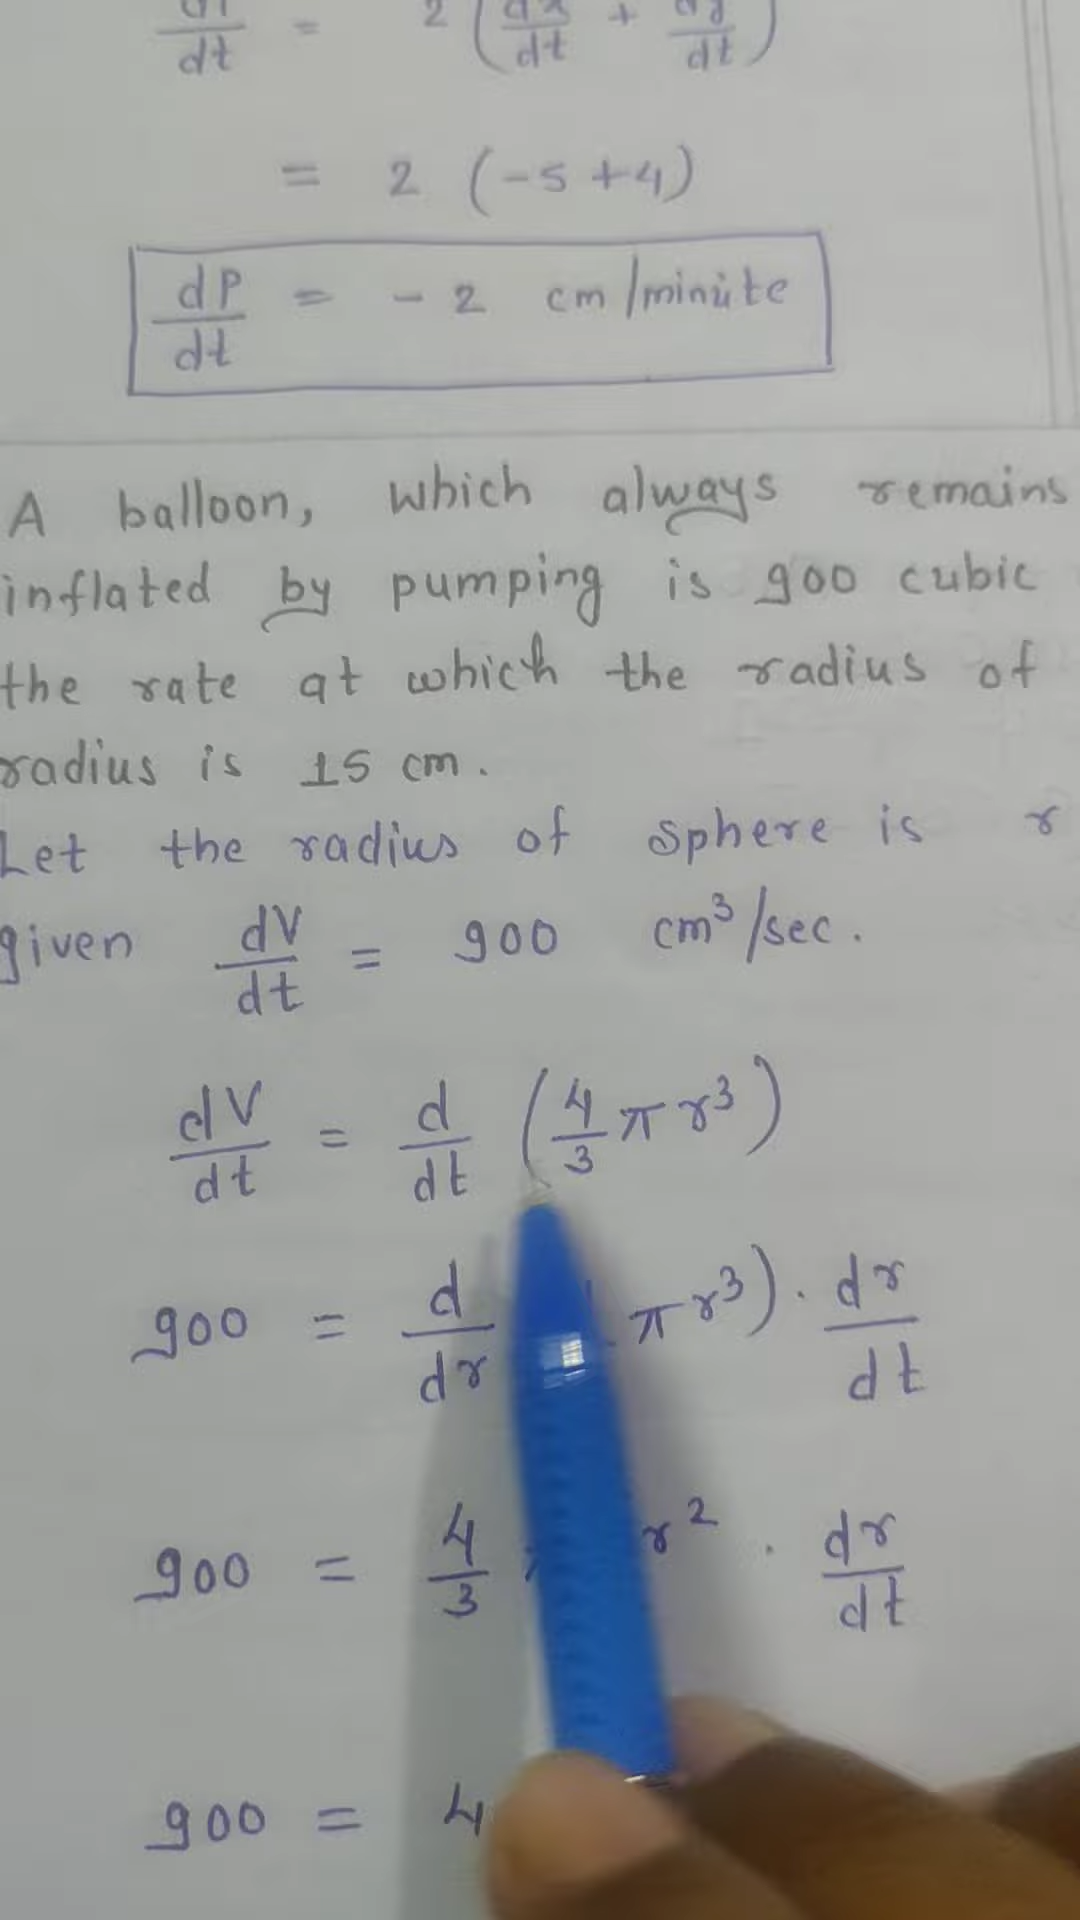 dt = 2 (dx/dt + dy/dt)
= 2 (-5 +4)
dP/dt = - 2 cm/minute
A balloon, which always remains
inflated by pumping is 900 cubic
the rate at which the radius of
radius is 15 cm.
Let the radius of sphere is r
given dV/dt = 900 cm³/sec.
dV/dt = d/dt (4/3 π r³)
900 = d/dr π r³) . dr/dt
900 = 4/3 r² . dr/dt
900 = 4